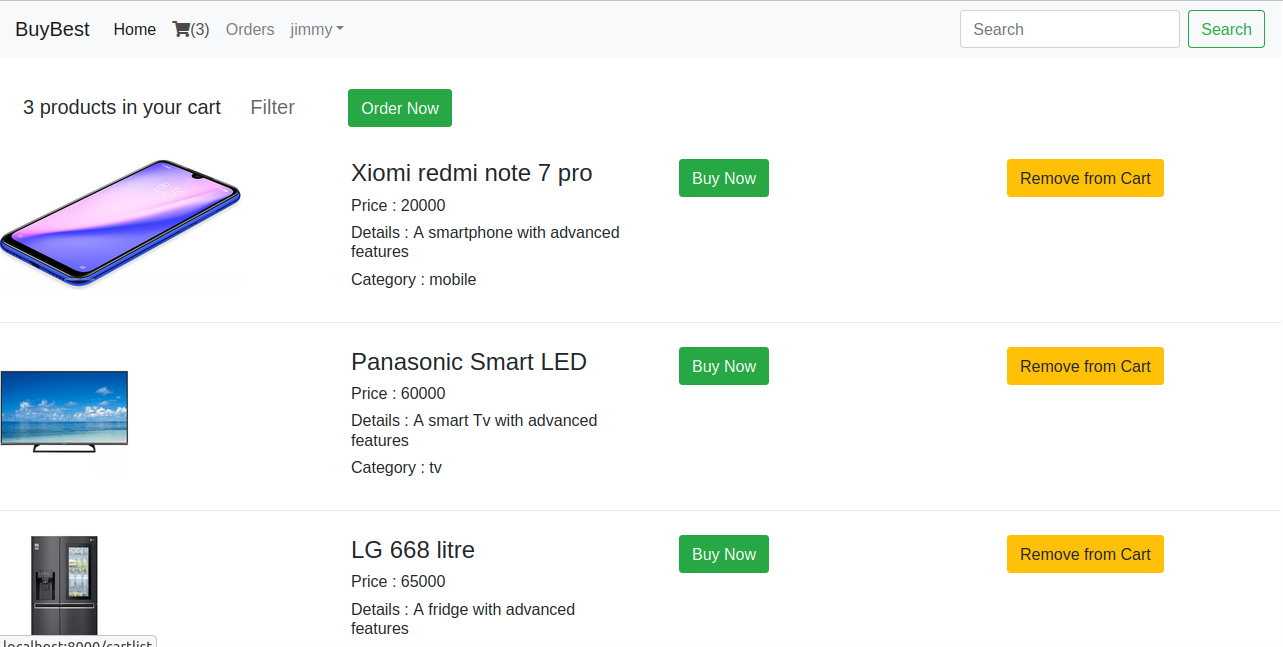 BuyBest Home (3) Orders jimmy Search Search
3 products in your cart Filter Order Now
Xiomi redmi note 7 pro Buy Now Remove from Cart
Price : 20000
Details : A smartphone with advanced
features
Category : mobile
Panasonic Smart LED Buy Now Remove from Cart
Price : 60000
Details : A smart Tv with advanced
features
Category : tv
LG 668 litre Buy Now Remove from Cart
Price : 65000
Details : A fridge with advanced
features
localhost:8000/cartlist